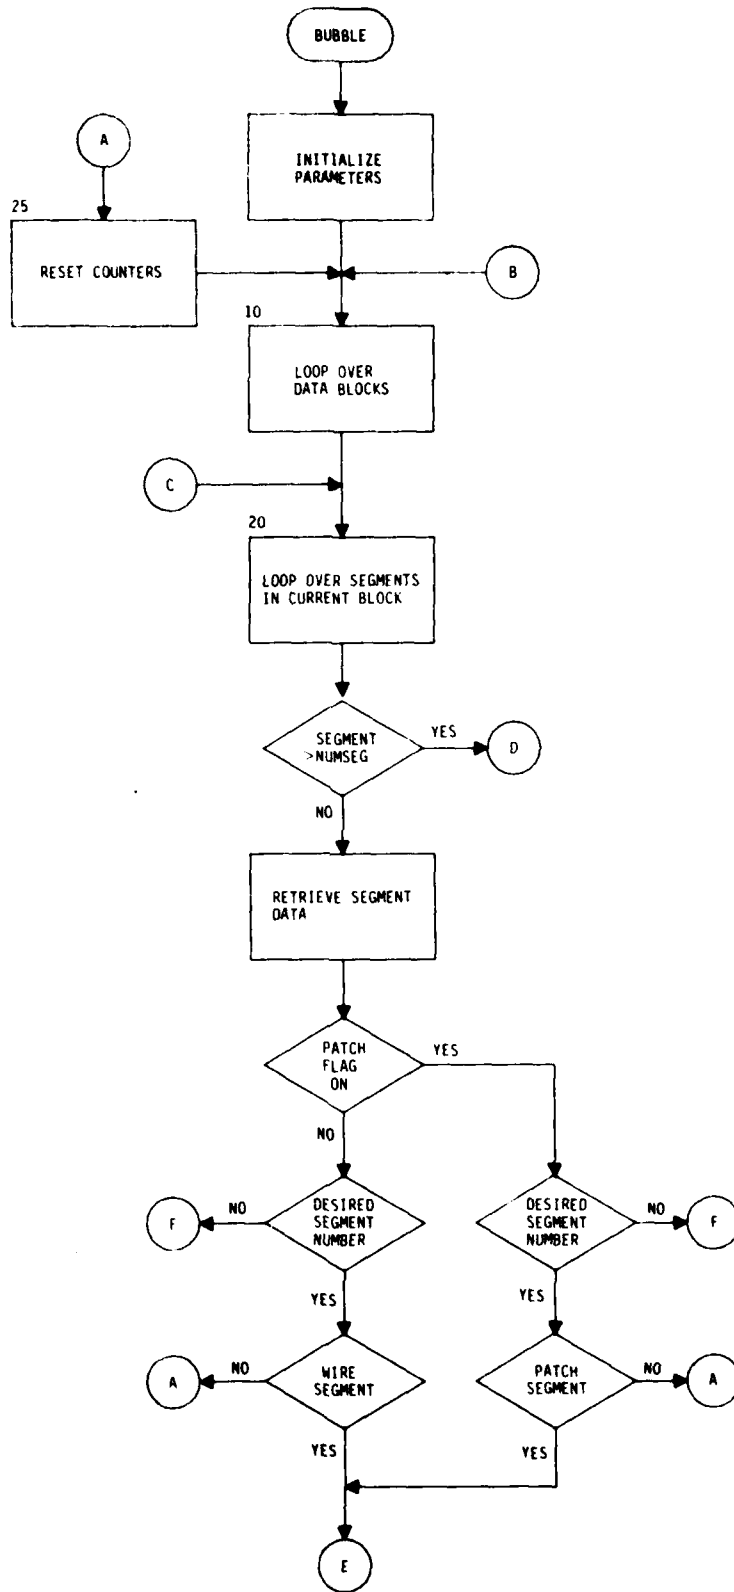 BUBBLE
A
INITIALIZE
PARAMETERS
25
RESET COUNTERS
B
10
LOOP OVER
DATA BLOCKS
C
20
LOOP OVER SEGMENTS
IN CURRENT BLOCK
SEGMENT
>NUMSEG
YES
D
NO
RETRIEVE SEGMENT
DATA
PATCH
FLAG
ON
YES
NO
F
NO
DESIRED
SEGMENT
NUMBER
DESIRED
SEGMENT
NUMBER
NO
F
YES
YES
A
NO
WIRE
SEGMENT
PATCH
SEGMENT
NO
A
YES
YES
E